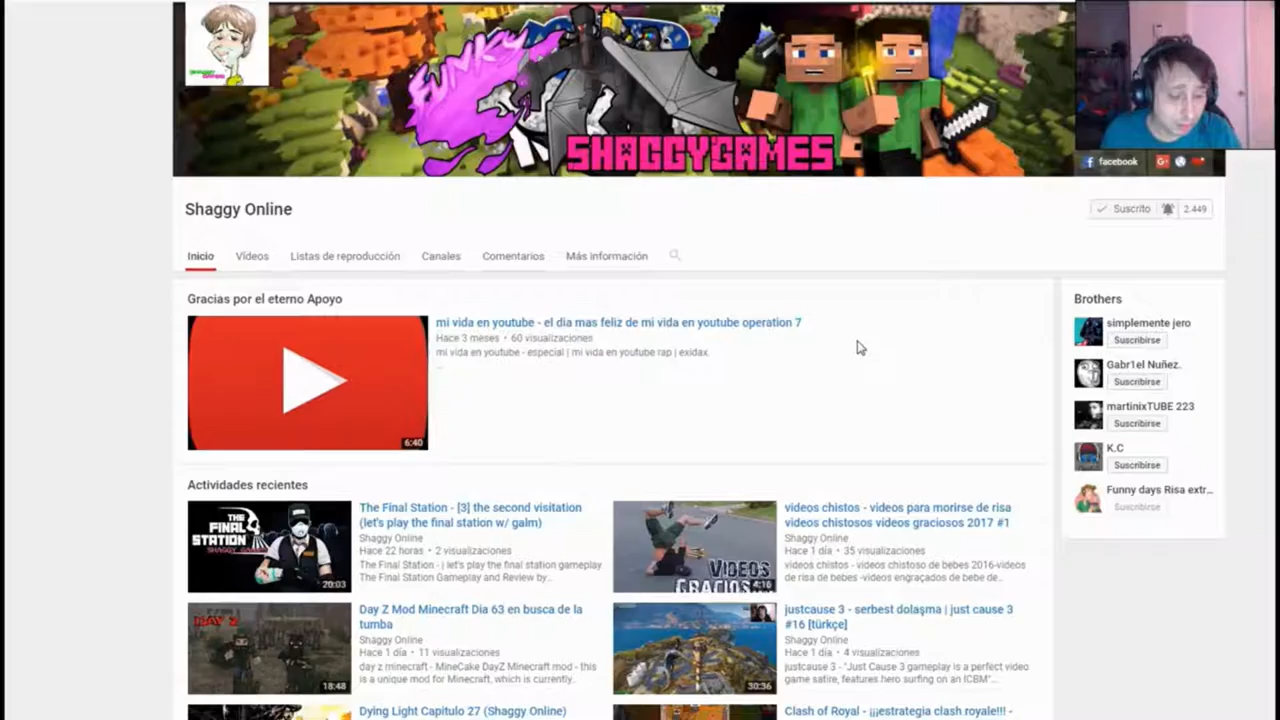 SHAGGYGAMES
facebook
Shaggy Online
Suscrito 2.449
Inicio Vídeos Listas de reproducción Canales Comentarios Más información
Gracias por el eterno Apoyo
mi vida en youtube - el dia mas feliz de mi vida en youtube operation 7
Hace 3 meses • 60 visualizaciones
mi vida en youtube - especial | mi vida en youtube rap | exidax.
...
6:40
Brothers
simplemente jero
Suscribirse
Gabr1el Nuñez.
Suscribirse
martinixTUBE 223
Suscribirse
K.C
Suscribirse
Funny days Risa extr...
Suscribirse
Actividades recientes
THE FINAL STATION
20:03
The Final Station - [3] the second visitation
(let's play the final station w/ galm)
Shaggy Online
Hace 22 horas • 2 visualizaciones
The Final Station - | let's play the final station gameplay
The Final Station Gameplay and Review by..
VIDEOS
GRACIOSOS
4:16
videos chistos - videos para morirse de risa
videos chistosos vídeos graciosos 2017 #1
Shaggy Online
Hace 1 día • 35 visualizaciones
videos chistos - videos chistoso de bebes 2016-videos
de risa de bebes -videos engraçados de bebe de..
DAY Z
18:48
Day Z Mod Minecraft Dia 63 en busca de la
tumba
Shaggy Online
Hace 1 día • 11 visualizaciones
day z minecraft - MineCake DayZ Minecraft mod - this
is a unique mod for Minecraft, which is currently..
30:36
justcause 3 - serbest dolaşma | just cause 3
#16 [türkçe]
Shaggy Online
Hace 1 día • 4 visualizaciones
justcause 3 - "Just Cause 3 gameplay is a perfect video
game satire, features hero surfing on an ICBM"..
Dying Light Capitulo 27 (Shaggy Online)
Clash of Royal - ¡¡¡estrategia clash royale!!! -